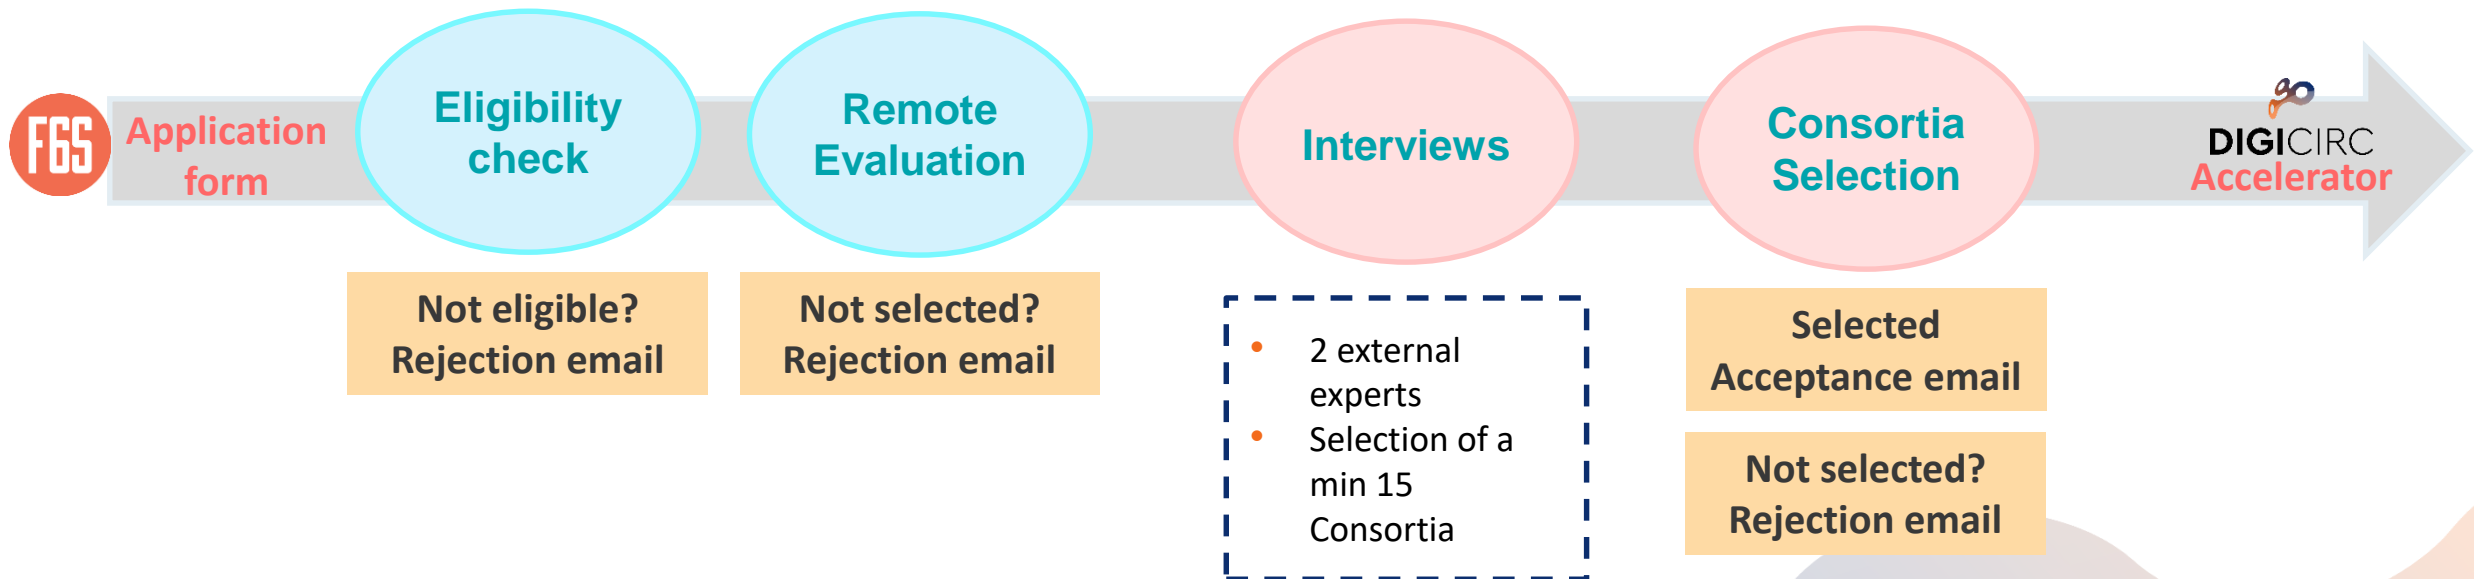 F6S
Application
form
Eligibility
check
Remote
Evaluation
Interviews
Consortia
Selection
DIGICIRC
Accelerator
Not eligible?
Rejection email
Not selected?
Rejection email
• 2 external
experts
• Selection of a
min 15
Consortia
Selected
Acceptance email
Not selected?
Rejection email